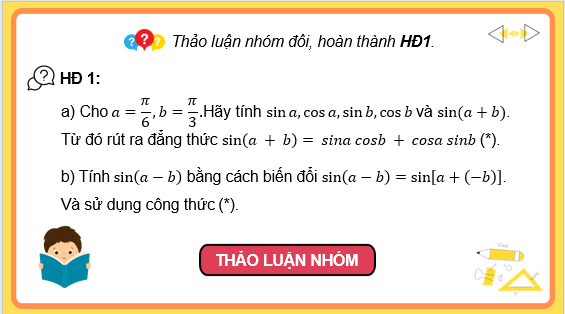 Thảo luận nhóm đôi, hoàn thành HĐ1.
HĐ 1:
a) Cho a = π/6, b = π/3.Hãy tính sin a, cos a, sin b, cos b và sin(a + b).
Từ đó rút ra đẳng thức sin(a + b) = sina cosb + cosa sinb (*).
b) Tính sin(a − b) bằng cách biến đổi sin(a − b) = sin[a + (−b)].
Và sử dụng công thức (*).
THẢO LUẬN NHÓM